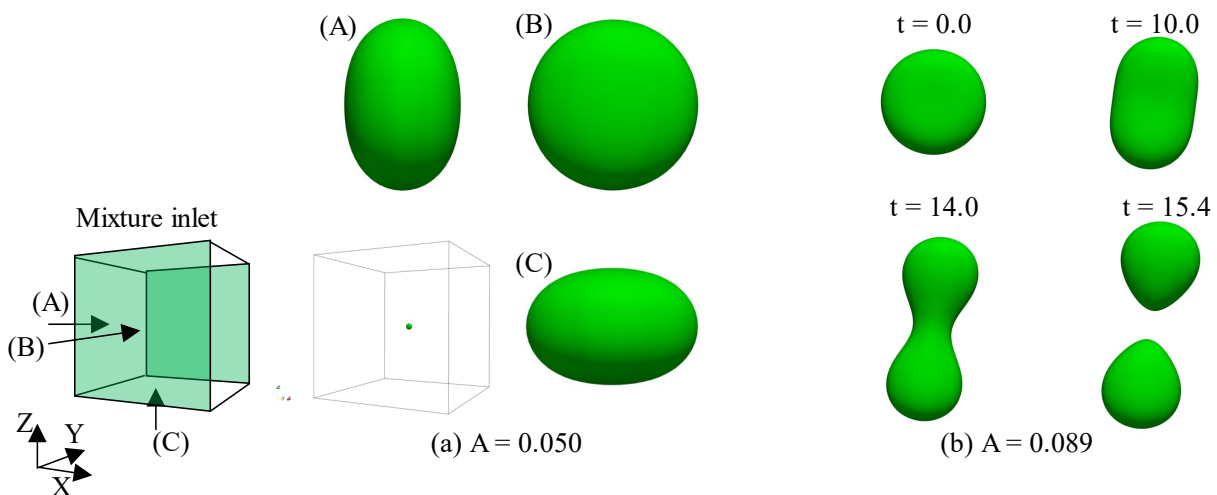 (A)
(B)
t = 0.0
t = 10.0
Mixture inlet
t = 14.0
t = 15.4
(A)
(B)
(C)
(C)
Z
Y
X
(a) A = 0.050
(b) A = 0.089